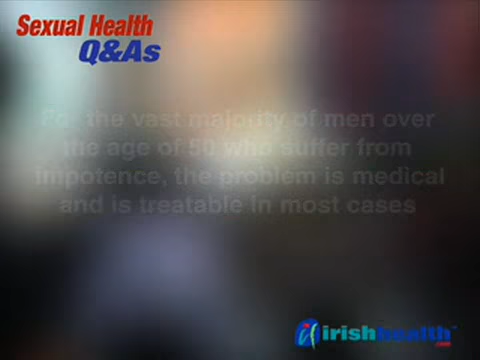 Sexual Health
Q&As
For the vast majority of men over
the age of 50 who suffer from
impotence, the problem is medical
and is treatable in most cases
irishhealth
.com